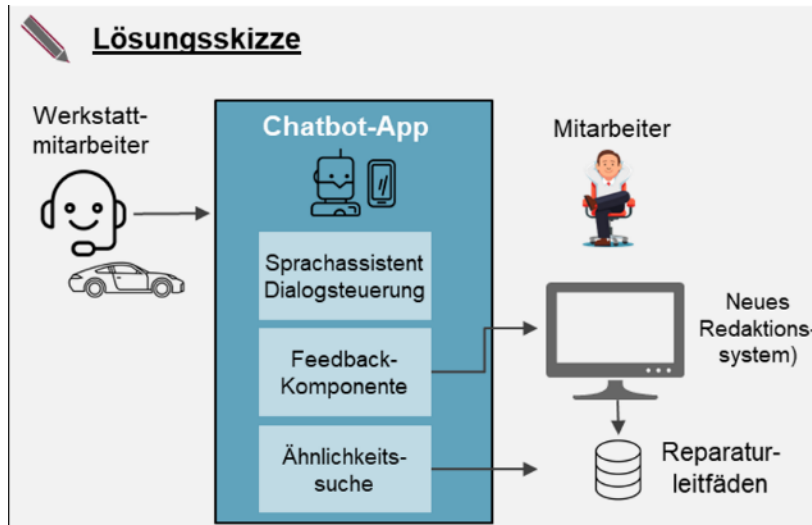 Lösungsskizze
Werkstatt-
mitarbeiter
Chatbot-App
Mitarbeiter
Sprachassistent
Dialogsteuerung
Feedback-
Komponente
Ähnlichkeits-
suche
Neues
Redaktions-
system)
Reparatur-
leitfäden